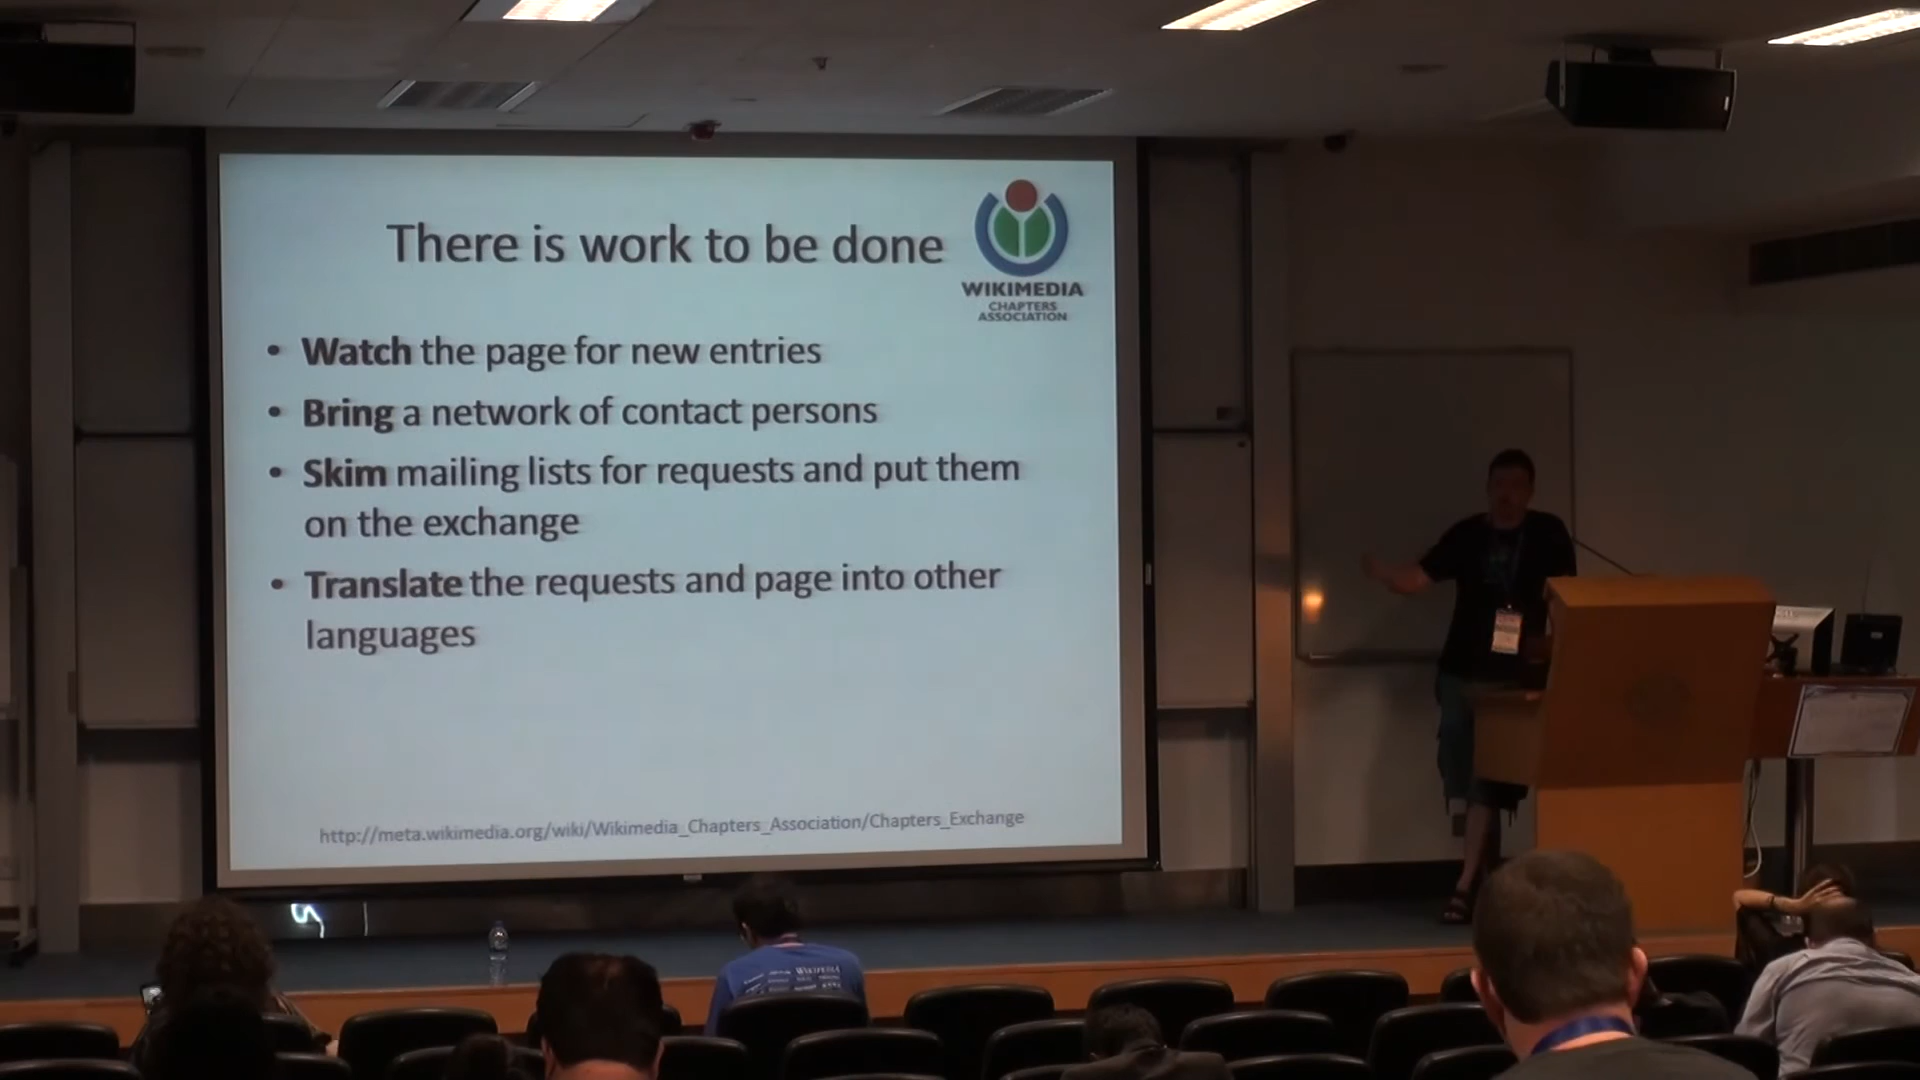 There is work to be done
WIKIMEDIA
CHAPTERS
ASSOCIATION
• Watch the page for new entries
• Bring a network of contact persons
• Skim mailing lists for requests and put them
on the exchange
• Translate the requests and page into other
languages
http://meta.wikimedia.org/wiki/Wikimedia_Chapters_Association/Chapters_Exchange
WIKIPEDIA